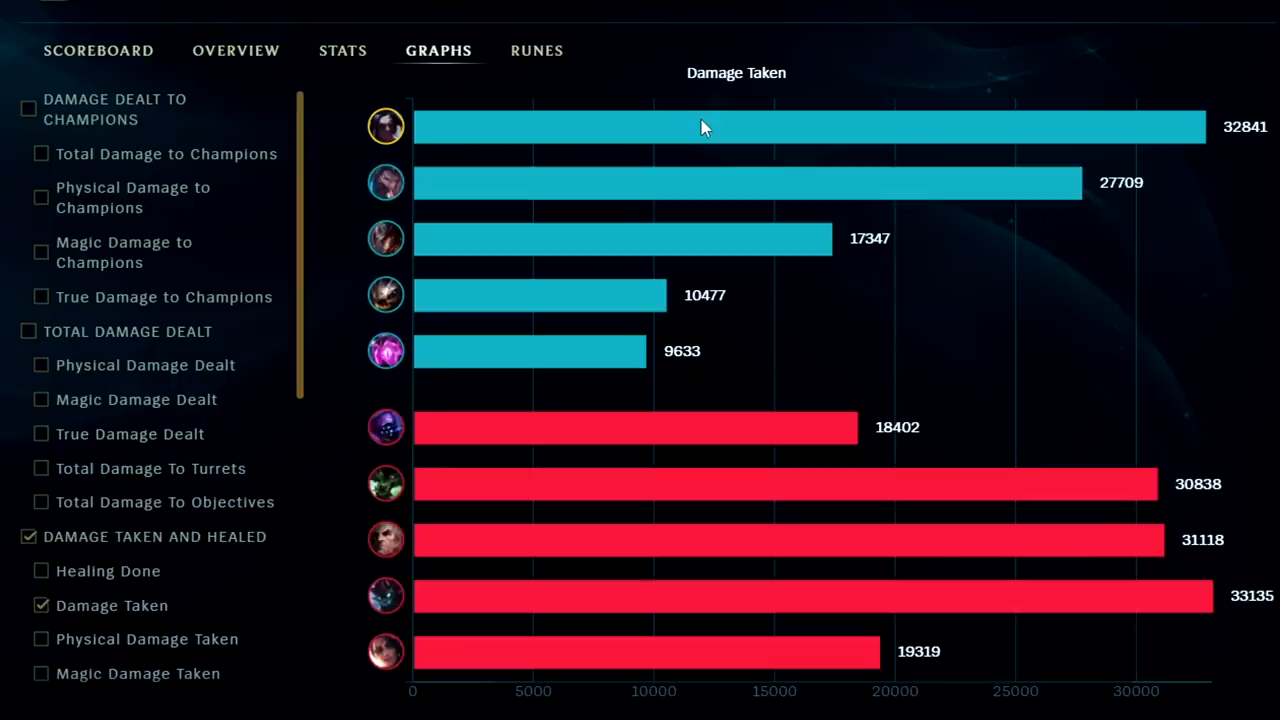 SCOREBOARD OVERVIEW STATS GRAPHS RUNES
Damage Taken
DAMAGE DEALT TO
CHAMPIONS
Total Damage to Champions
Physical Damage to
Champions
Magic Damage to
Champions
True Damage to Champions
TOTAL DAMAGE DEALT
Physical Damage Dealt
Magic Damage Dealt
True Damage Dealt
Total Damage To Turrets
Total Damage To Objectives
DAMAGE TAKEN AND HEALED
Healing Done
Damage Taken
Physical Damage Taken
Magic Damage Taken
32841
27709
17347
10477
9633
18402
30838
31118
33135
19319
0 5000 10000 15000 20000 25000 30000